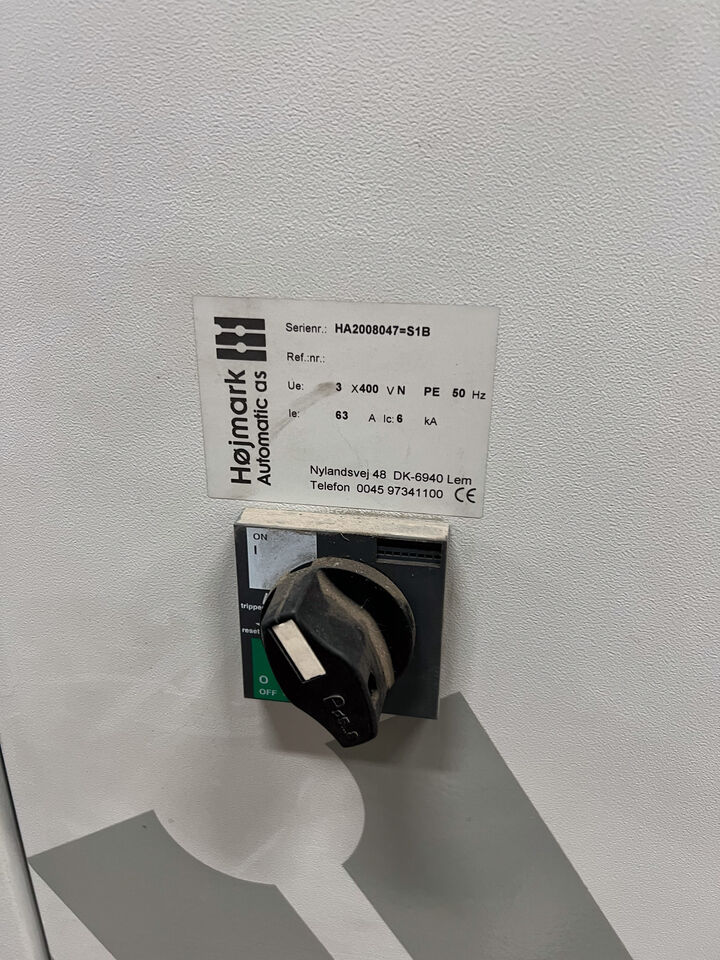 Højmark
Automatic as
Serienr.: HA2008047=S1B
Ref.:nr.:
Ue: 3 X400 V N PE 50 Hz
Ie: 63 A Ic: 6 kA
Nylandsvej 48 DK-6940 Lem
Telefon 0045 97341100 CE
ON
I
reset
O
OFF